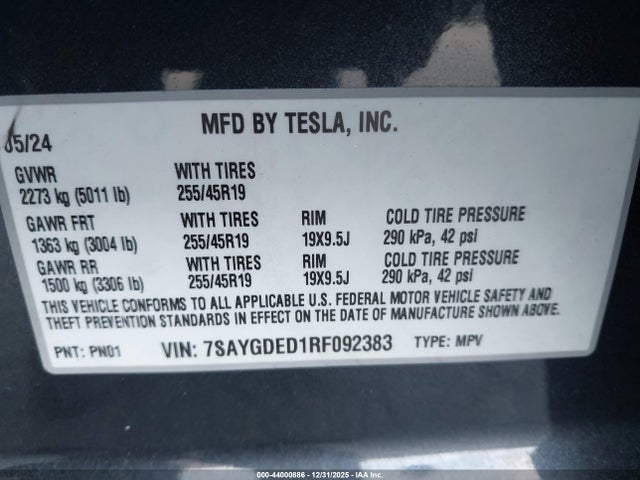 05/24
MFD BY TESLA, INC.
GVWR WITH TIRES
2273 kg (5011 lb) 255/45R19
GAWR FRT WITH TIRES RIM COLD TIRE PRESSURE
1363 kg (3004 lb) 255/45R19 19X9.5J 290 kPa, 42 psi
GAWR RR WITH TIRES RIM COLD TIRE PRESSURE
1500 kg (3306 lb) 255/45R19 19X9.5J 290 kPa, 42 psi
THIS VEHICLE CONFORMS TO ALL APPLICABLE U.S. FEDERAL MOTOR VEHICLE SAFETY AND
THEFT PREVENTION STANDARDS IN EFFECT ON THE DATE OF MANUFACTURE SHOWN ABOVE.
PNT: PN01 VIN: 7SAYGDED1RF092383 TYPE: MPV
000-44000886 - 12/31/2025 - IAA Inc.